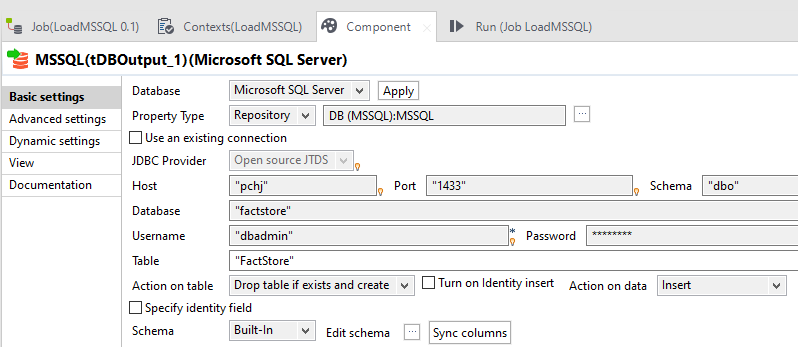 Job(LoadMSSQL 0.1) Contexts(LoadMSSQL) Component Run (Job LoadMSSQL)
MSSQL(tDBOutput_1)(Microsoft SQL Server)
Basic settings
Advanced settings
Dynamic settings
View
Documentation
Database Microsoft SQL Server Apply
Property Type Repository DB (MSSQL):MSSQL ...
Use an existing connection
JDBC Provider Open source JTDS
Host "pchj" Port "1433" Schema "dbo"
Database "factstore"
Username "dbadmin" * Password ********
Table "FactStore"
Action on table Drop table if exists and create Turn on Identity insert Action on data Insert
Specify identity field
Schema Built-In Edit schema ... Sync columns